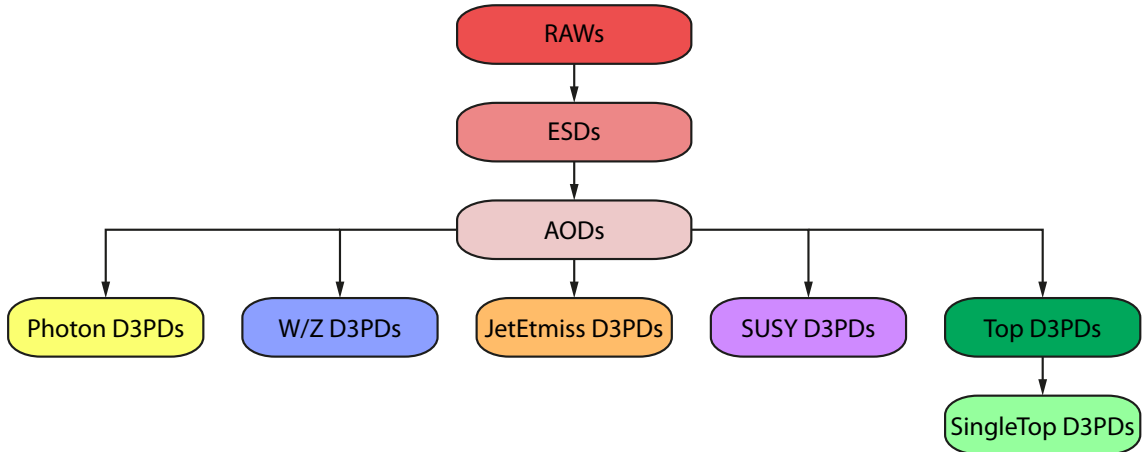 RAWs
ESDs
AODs
Photon D3PDs
W/Z D3PDs
JetEtmiss D3PDs
SUSY D3PDs
Top D3PDs
SingleTop D3PDs